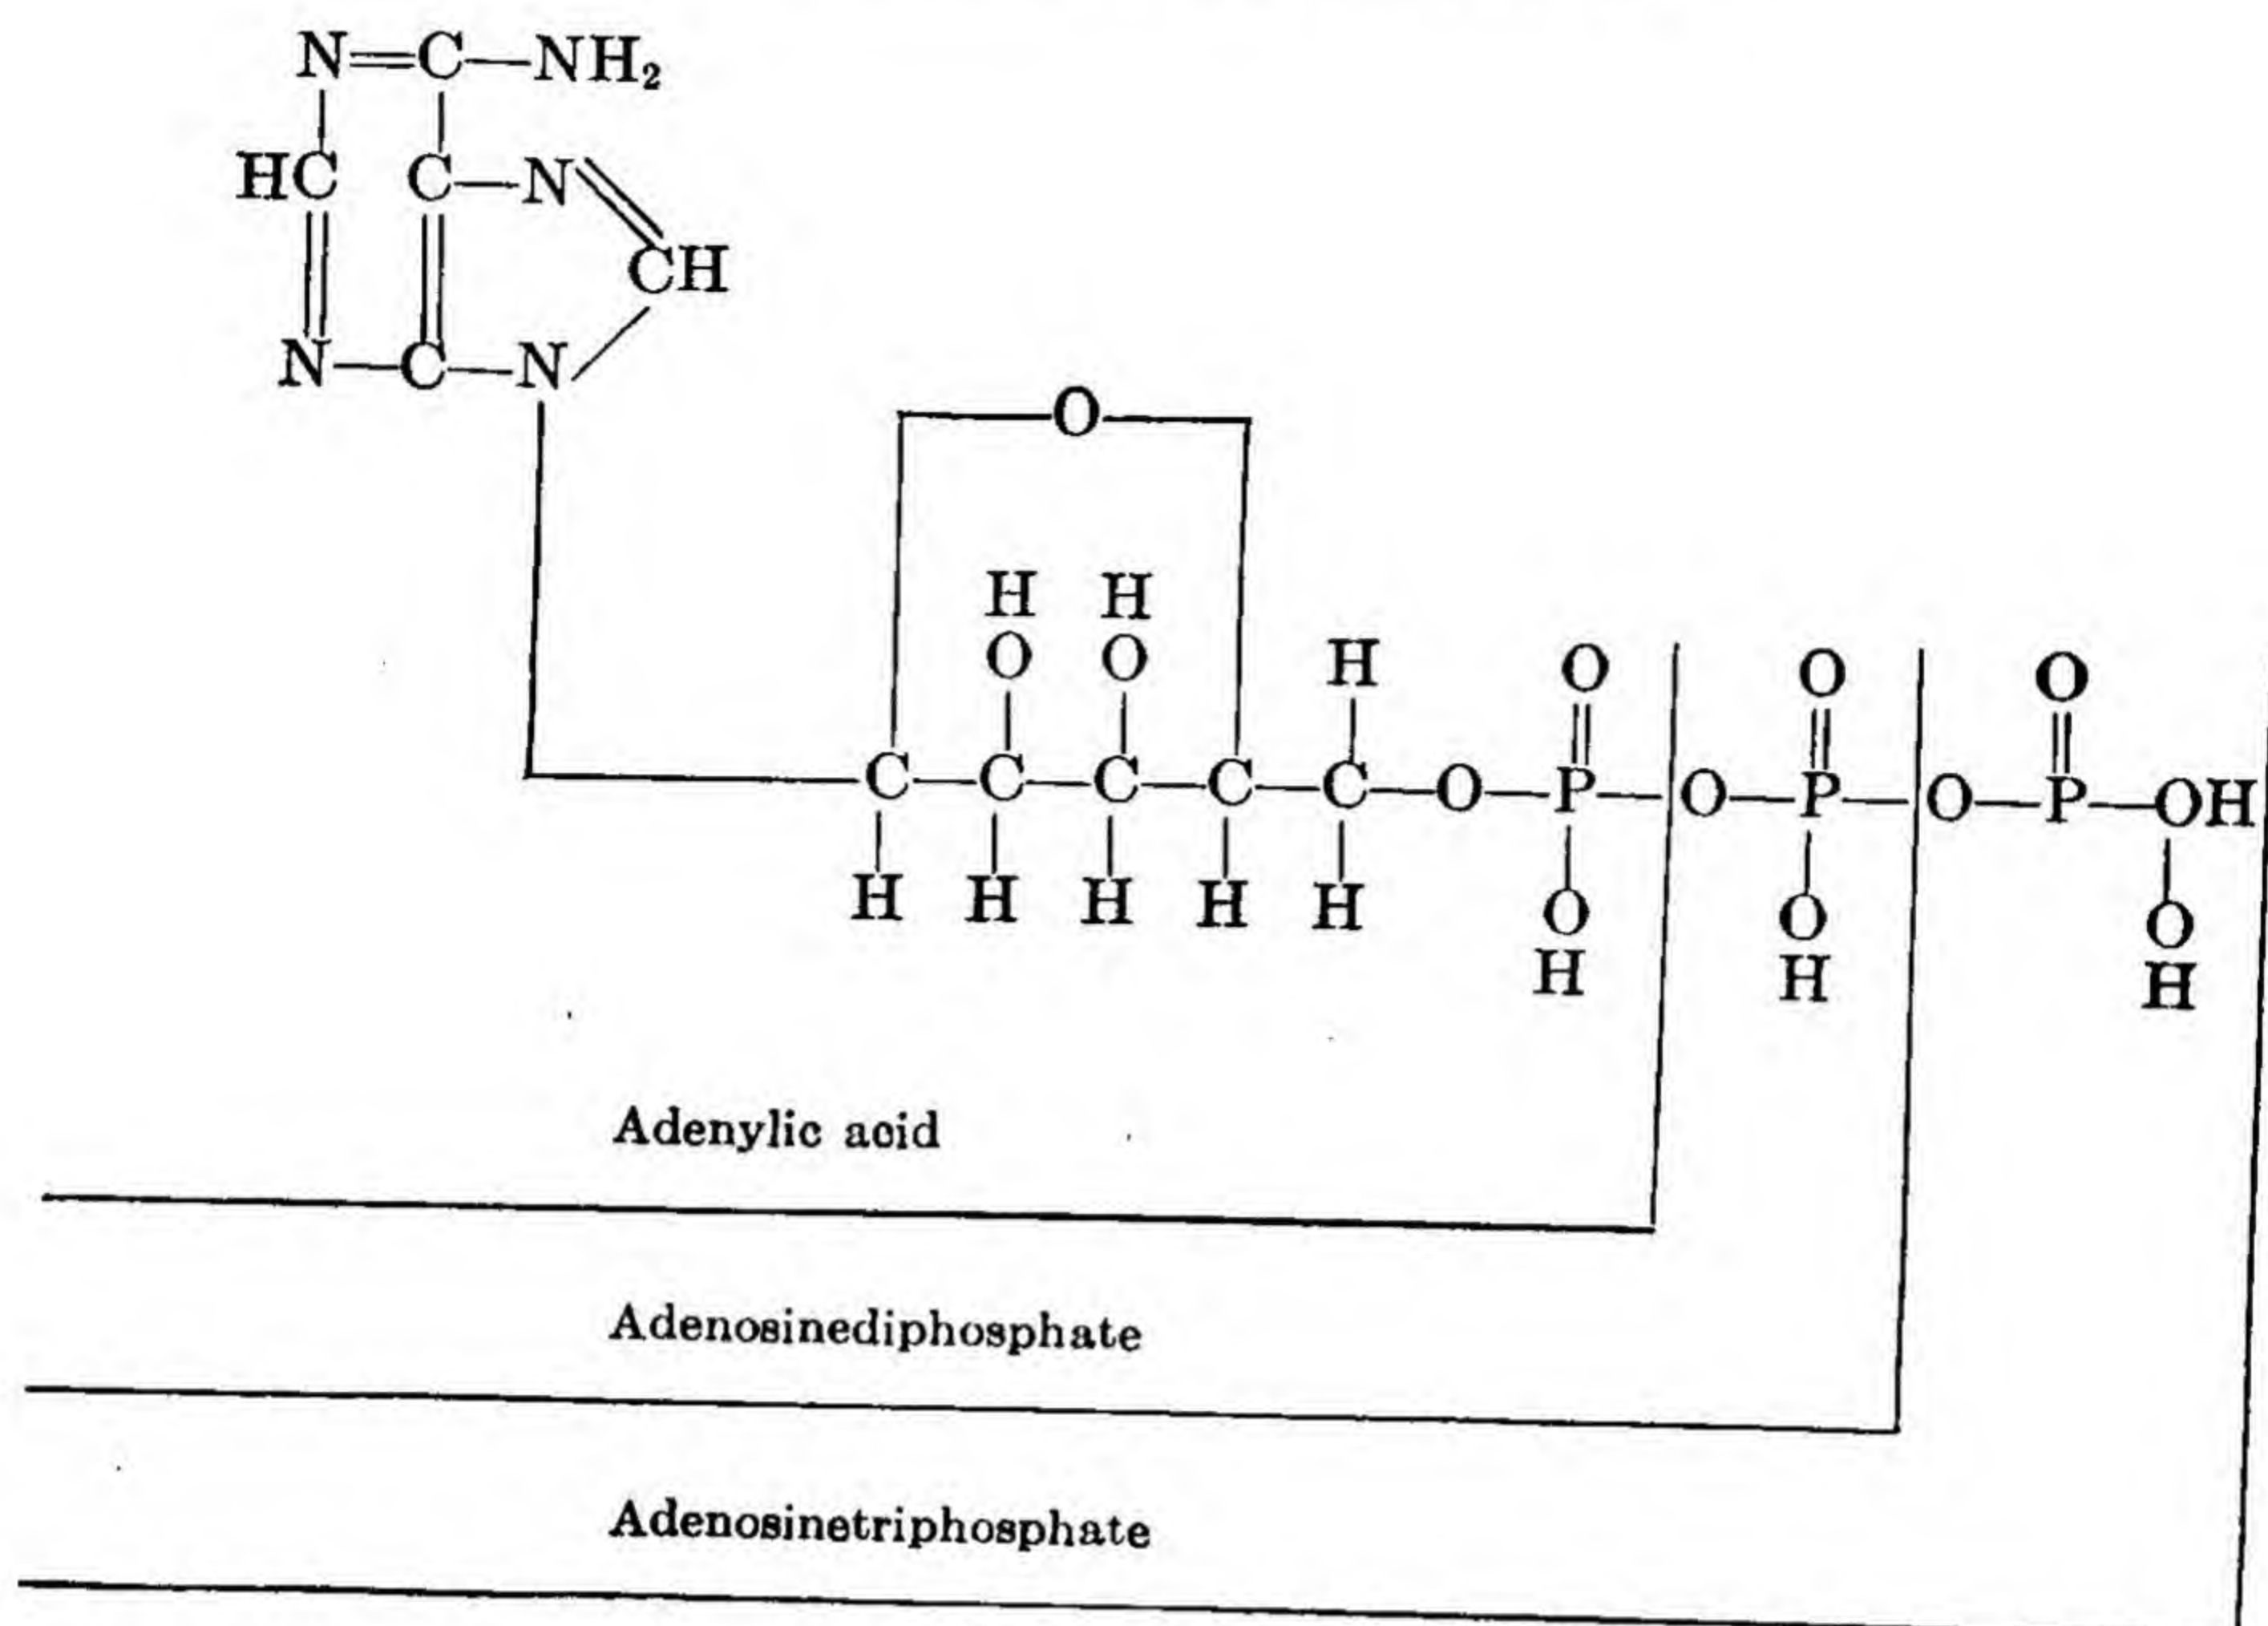 N=C—NH₂
HC C—N
CH
N—C—N
O
H H
O O H O O O
C—C—C—C—C—O—P—O—P—O—P—OH
H H H H H O O O
H H H
Adenylic acid
Adenosinediphosphate
Adenosinetriphosphate